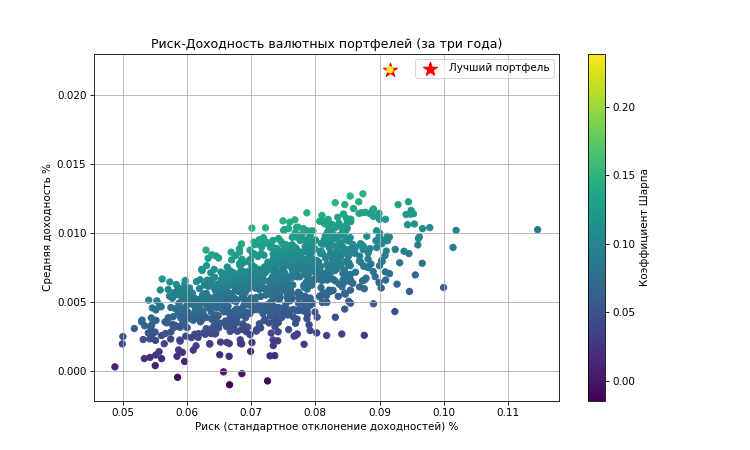 Риск-Доходность валютных портфелей (за три года)
Лучший портфель
0.020
0.015
0.010
0.005
0.000
Средняя доходность %
0.05 0.06 0.07 0.08 0.09 0.10 0.11
Риск (стандартное отклонение доходностей) %
0.20
0.15
0.10
0.05
0.00
Коэффициент Шарпа